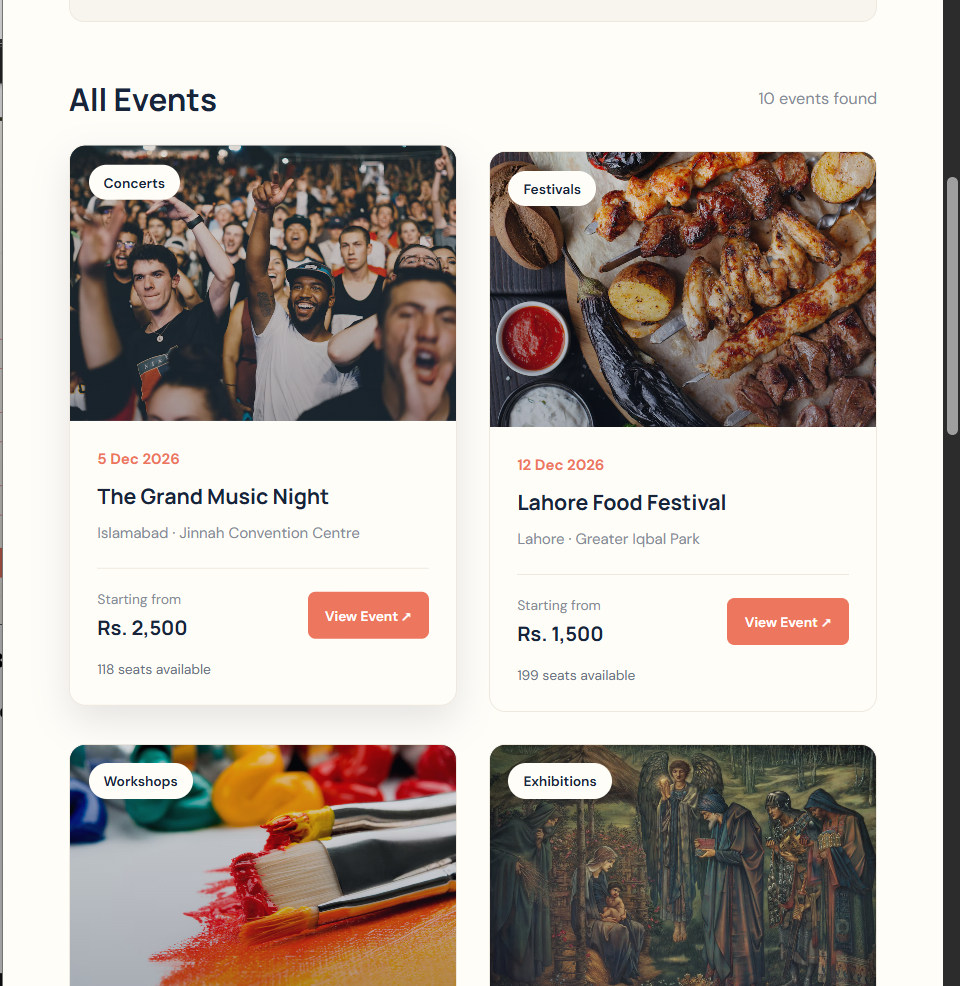 All Events
10 events found
Concerts
5 Dec 2026
The Grand Music Night
Islamabad · Jinnah Convention Centre
Starting from
Rs. 2,500
View Event ↗
118 seats available
Festivals
12 Dec 2026
Lahore Food Festival
Lahore · Greater Iqbal Park
Starting from
Rs. 1,500
View Event ↗
199 seats available
Workshops
Exhibitions